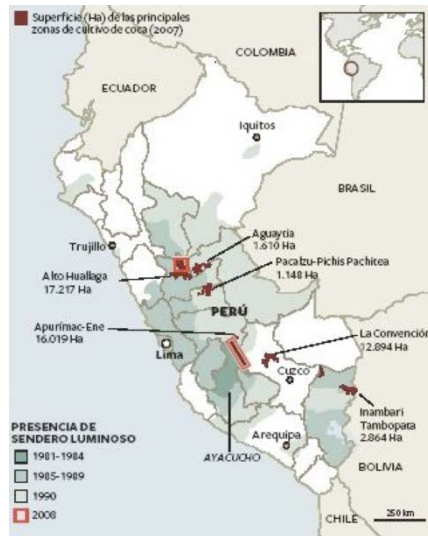 Superficie (Ha) de las principales
zonas de cultivo de coca (2007)
COLOMBIA
ECUADOR
Iquitos
BRASIL
Trujillo
Aguaytia
1.610 Ha
Alto Huallaga
17.217 Ha
Pacalzu-Pichis Pachitea
1.148 Ha
PERÚ
Apurímac-Ene
16.019 Ha
La Convención
12.894 Ha
Lima
Cuzco
Inambari
Tambopata
2.864 Ha
PRESENCIA DE
SENDERO LUMINOSO
1981-1984
1985-1989
1990
2008
AYACUCHO
Arequipa
BOLIVIA
CHILE
250 km